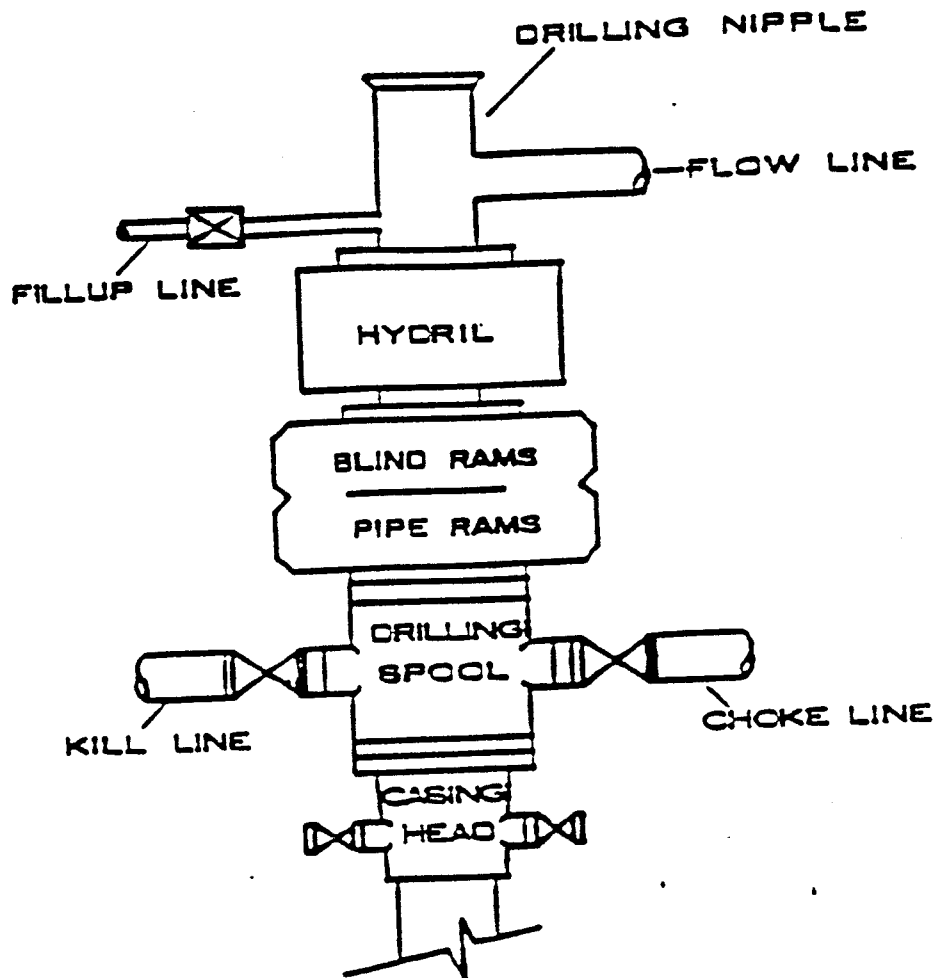 DRILLING NIPPLE
FLOW LINE
FILLUP LINE
HYDRIL
BLIND RAMS
PIPE RAMS
DRILLING
SPOOL
KILL LINE
CHOKE LINE
CASING
HEAD